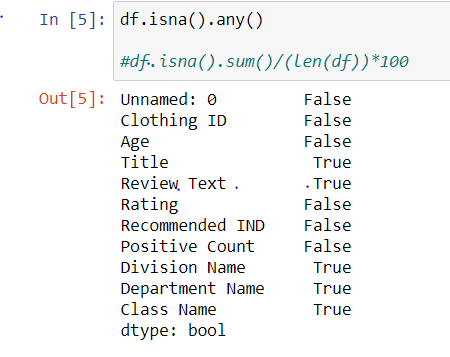 In [5]: df.isna().any()
#df.isna().sum()/(len(df))*100
Out[5]: Unnamed: 0 False
Clothing ID False
Age False
Title True
Review Text True
Rating False
Recommended IND False
Positive Count False
Division Name True
Department Name True
Class Name True
dtype: bool